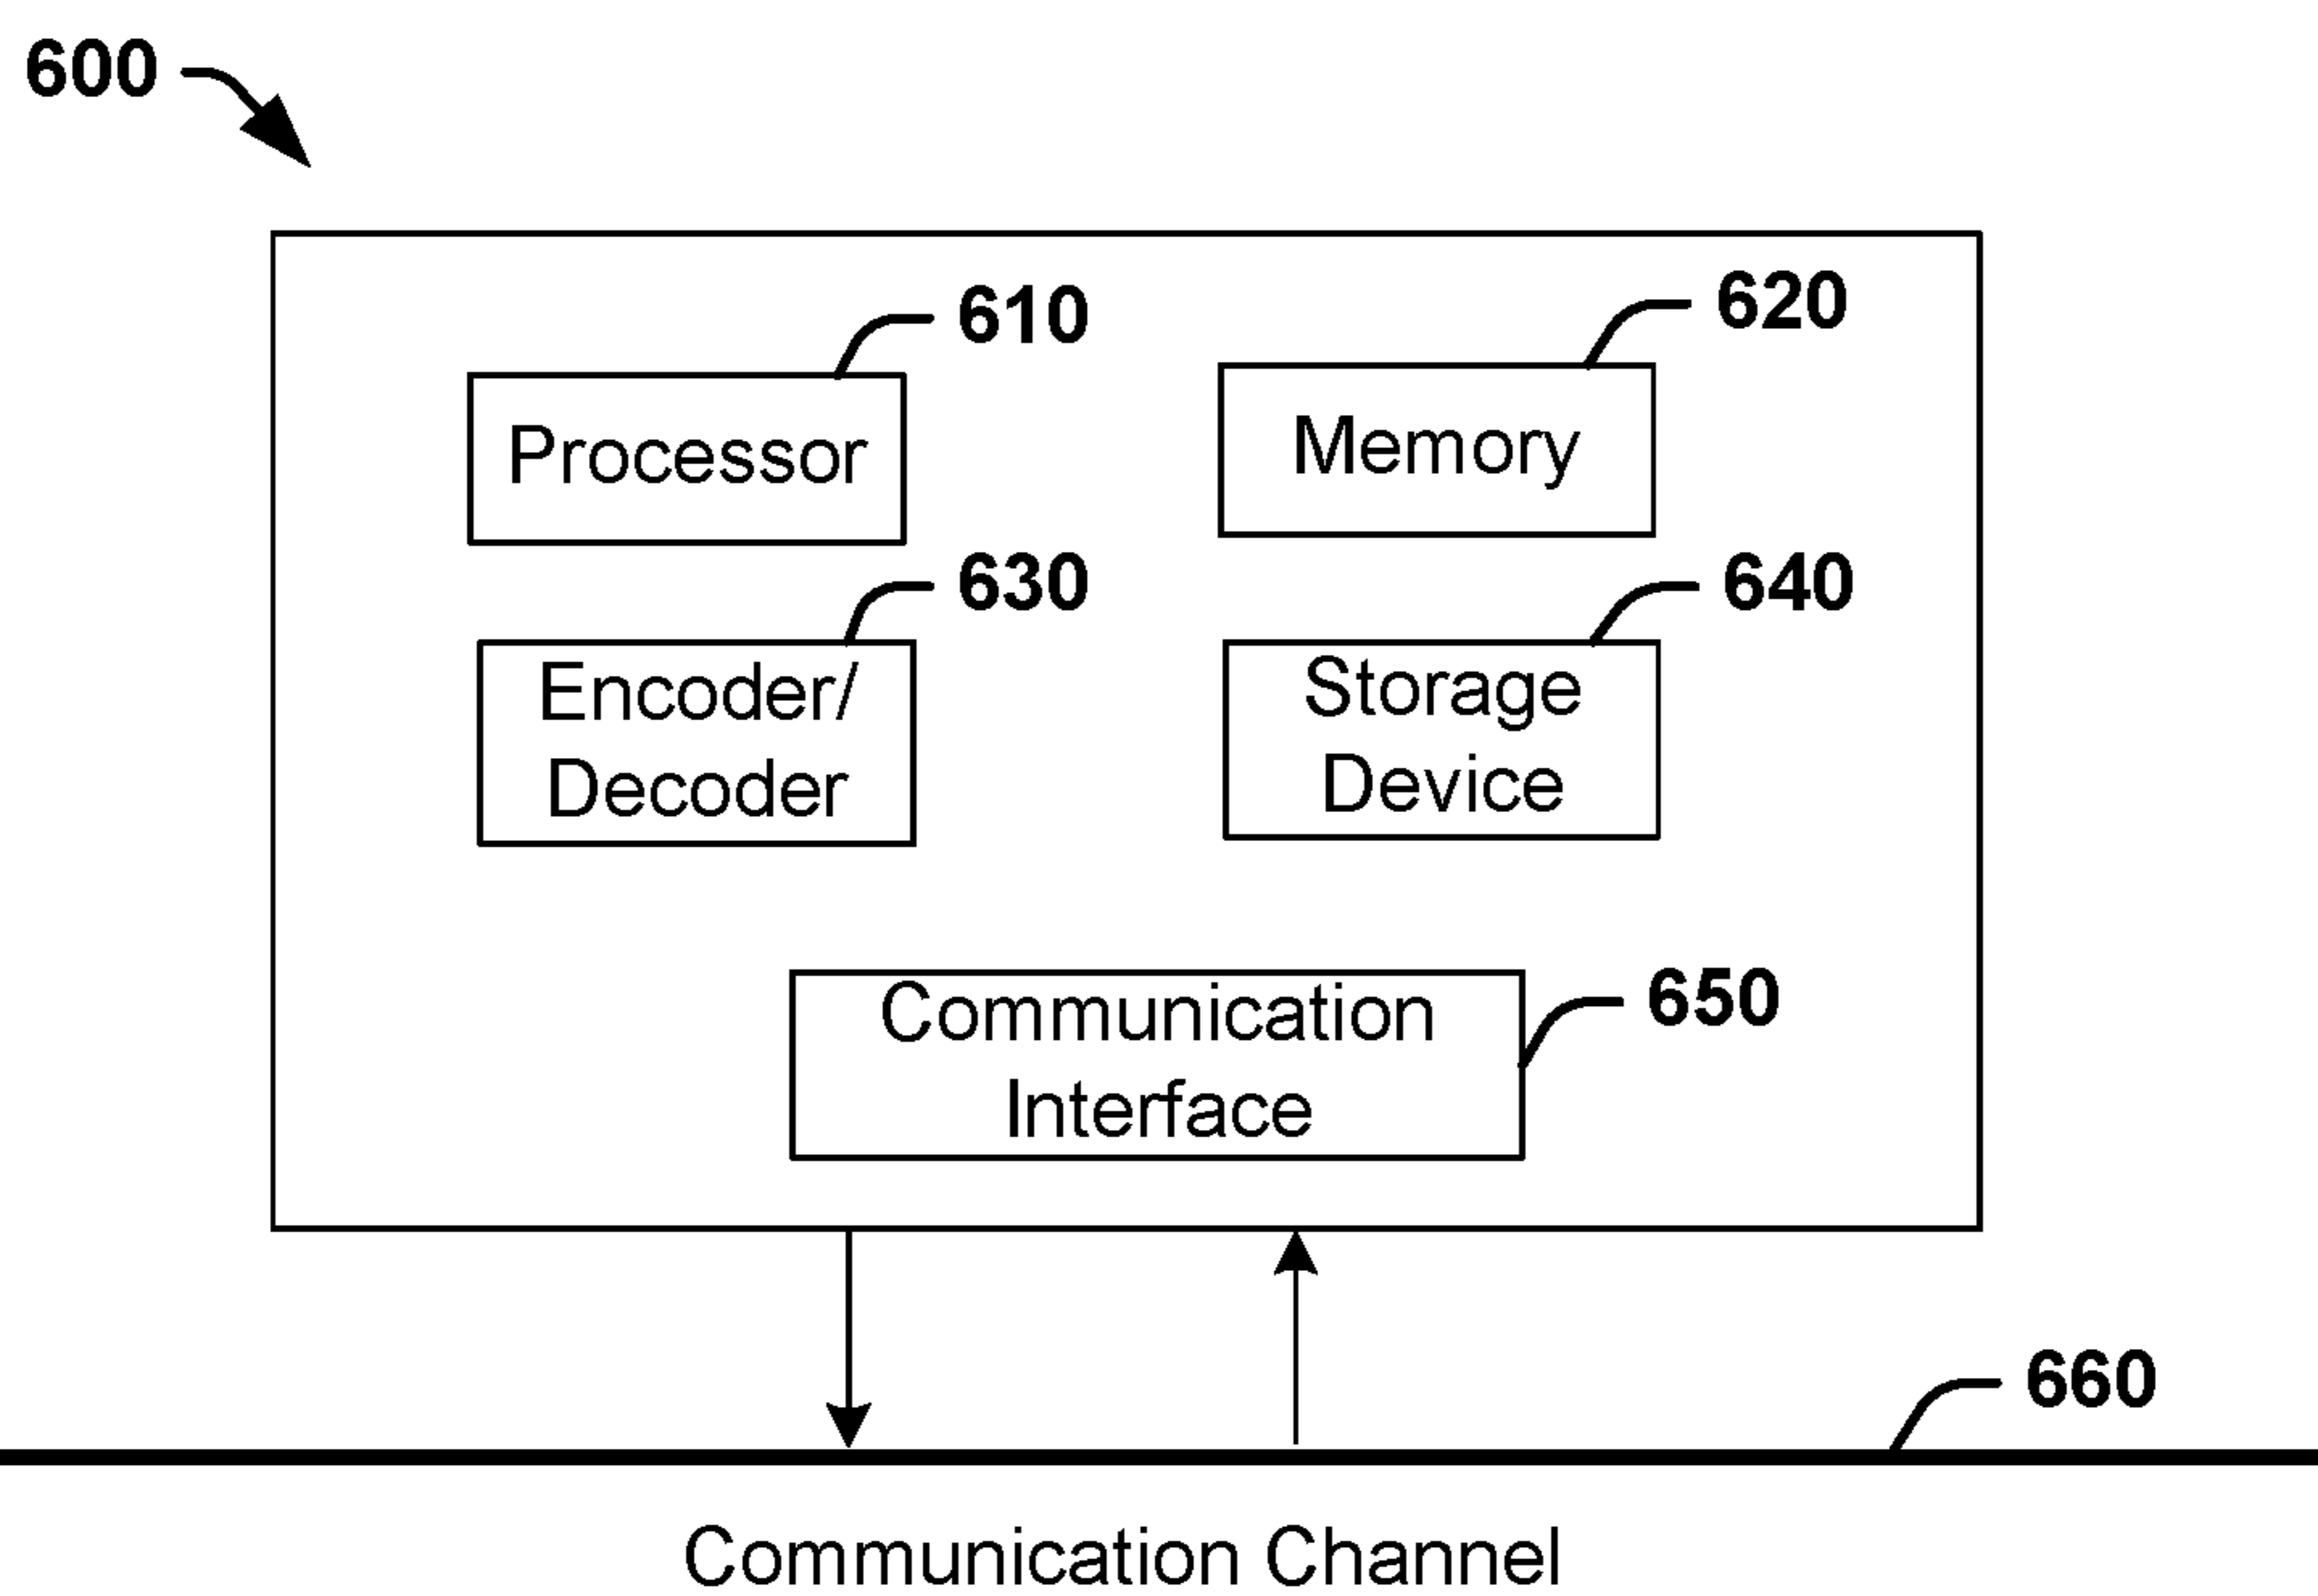 600
610
620
Processor
Memory
630
640
Encoder/
Decoder
Storage
Device
650
Communication
Interface
660
Communication Channel